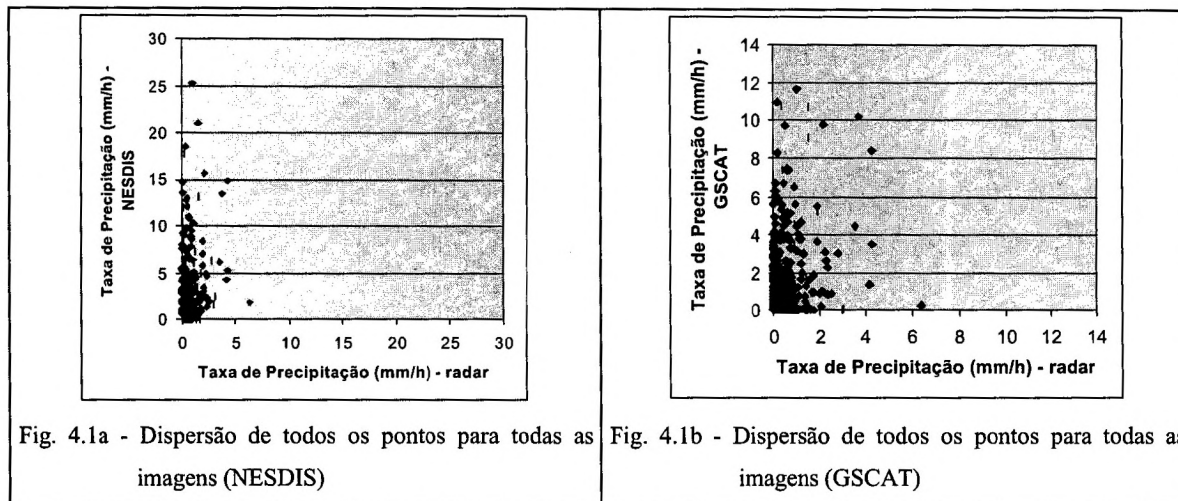 30
25
20
15
10
5
0
Taxa de Precipitação (mm/h) -
NESDIS
0 5 10 15 20 25 30
Taxa de Precipitação (mm/h) - radar
Fig. 4.1a - Dispersão de todos os pontos para todas as
imagens (NESDIS)
14
12
10
8
6
4
2
0
Taxa de Precipitação (mm/h) -
GSCAT
0 2 4 6 8 10 12 14
Taxa de Precipitação (mm/h) - radar
Fig. 4.1b - Dispersão de todos os pontos para todas as
imagens (GSCAT)